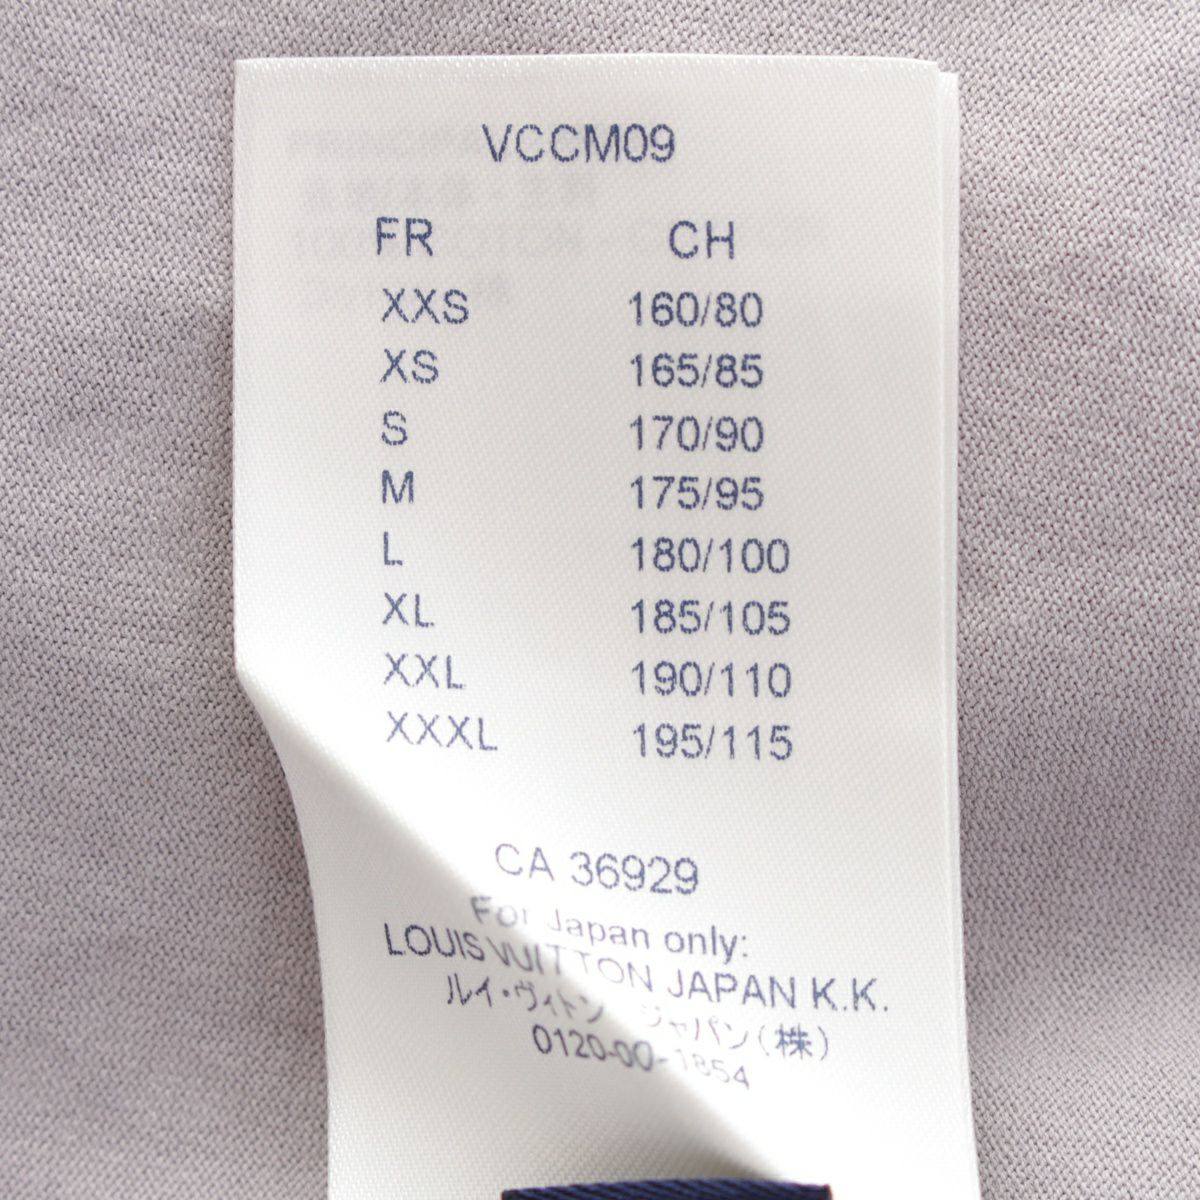 VCCM09
FR CH
XXS 160/80
XS 165/85
S 170/90
M 175/95
L 180/100
XL 185/105
XXL 190/110
XXXL 195/115
CA 36929
For Japan only:
LOUIS VUITTON JAPAN K.K.
ルイ・ヴィトン ジャパン(株)
0120-00-1854